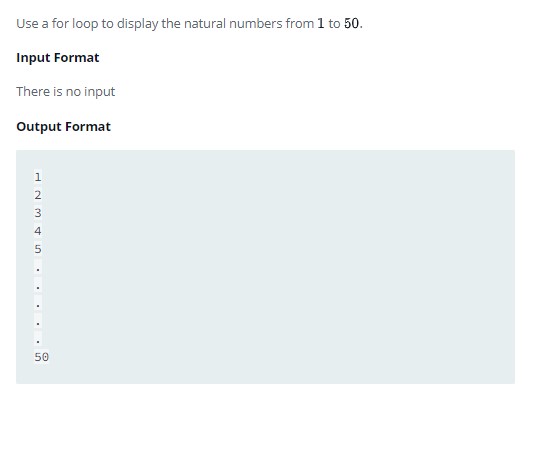 Use a for loop to display the natural numbers from 1 to 50.
Input Format
There is no input
Output Format
1
2
3
4
5
.
.
.
.
.
50